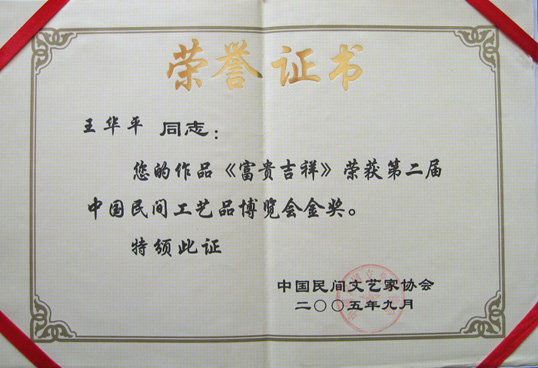 荣誉证书
王华平 同志：
您的作品《富贵吉祥》荣获第二届
中国民间工艺品博览会金奖。
特颁此证
中国民间文艺家协会
二〇〇五年九月